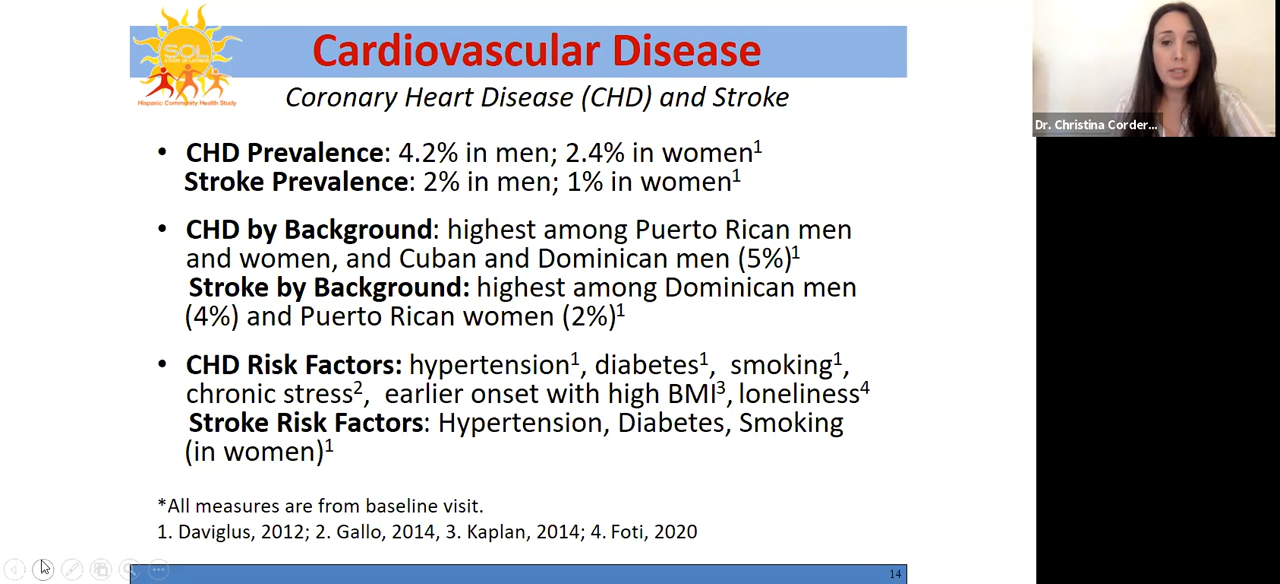 SOL
STUDY OF LATINOS
Hispanic Community Health Study
Cardiovascular Disease
Coronary Heart Disease (CHD) and Stroke
• CHD Prevalence: 4.2% in men; 2.4% in women¹
Stroke Prevalence: 2% in men; 1% in women¹
• CHD by Background: highest among Puerto Rican men
and women, and Cuban and Dominican men (5%)¹
Stroke by Background: highest among Dominican men
(4%) and Puerto Rican women (2%)¹
• CHD Risk Factors: hypertension¹, diabetes¹, smoking¹,
chronic stress², earlier onset with high BMI³, loneliness⁴
Stroke Risk Factors: Hypertension, Diabetes, Smoking
(in women)¹
*All measures are from baseline visit.
1. Daviglus, 2012; 2. Gallo, 2014, 3. Kaplan, 2014; 4. Foti, 2020
14
Dr. Christina Corder...